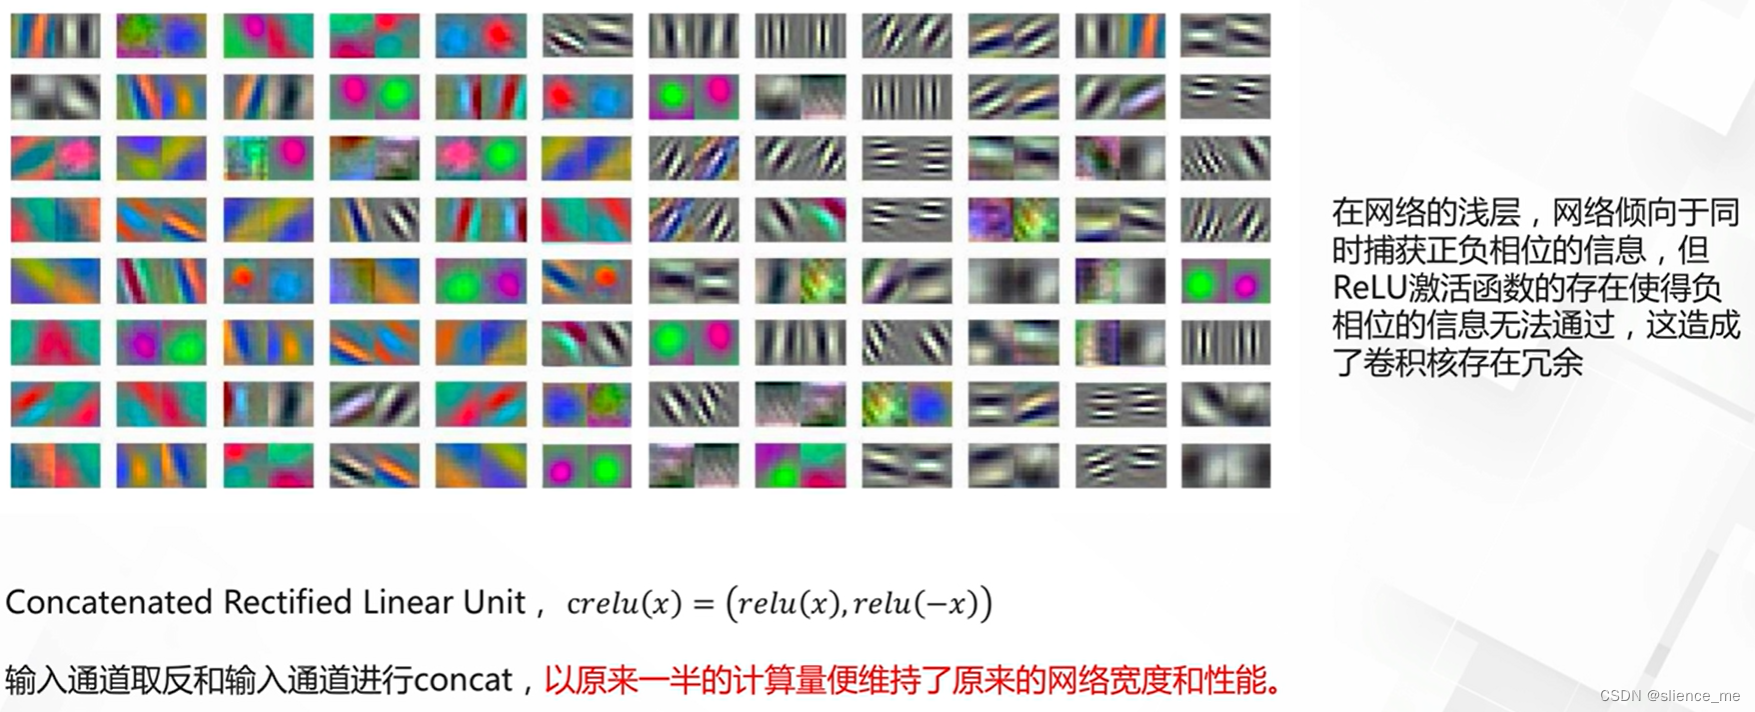 在网络的浅层，网络倾向于同
时捕获正负相位的信息，但
ReLU激活函数的存在使得负
相位的信息无法通过，这造成
了卷积核存在冗余
Concatenated Rectified Linear Unit， crelu(x) = (relu(x), relu(−x))
输入通道取反和输入通道进行concat，以原来一半的计算量便维持了原来的网络宽度和性能。
CSDN @slience_me